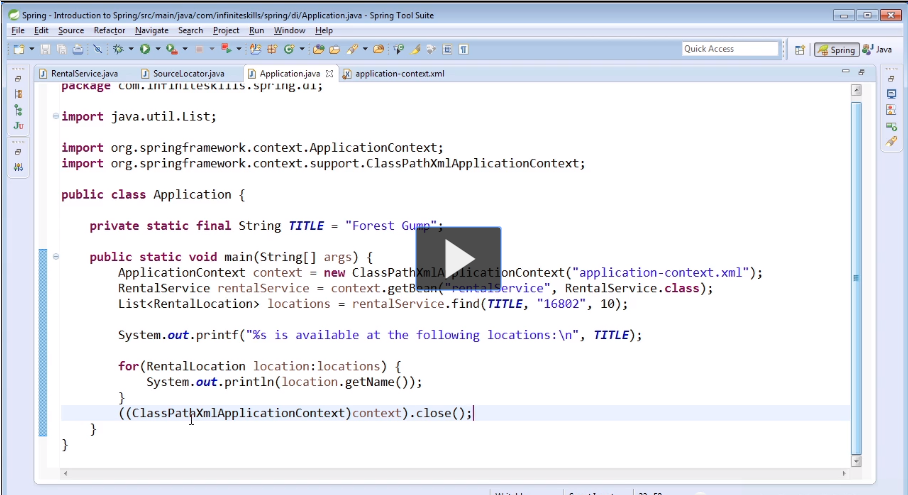 Spring - Introduction to Spring/src/main/java/com/infiniteskills/spring/di/Application.java - Spring Tool Suite
File Edit Source Refactor Navigate Search Project Run Window Help
Quick Access
Spring Java
RentalService.java SourceLocator.java Application.java application-context.xml
package com.infiniteskills.spring.di;
import java.util.List;
import org.springframework.context.ApplicationContext;
import org.springframework.context.support.ClassPathXmlApplicationContext;
public class Application {
private static final String TITLE = "Forest Gump";
public static void main(String[] args) {
ApplicationContext context = new ClassPathXmlApplicationContext("application-context.xml");
RentalService rentalService = context.getBean("rentalService", RentalService.class);
List<RentalLocation> locations = rentalService.find(TITLE, "16802", 10);
System.out.printf("%s is available at the following locations:\n", TITLE);
for(RentalLocation location:locations) {
System.out.println(location.getName());
}
((ClassPathXmlApplicationContext)context).close();
}
}